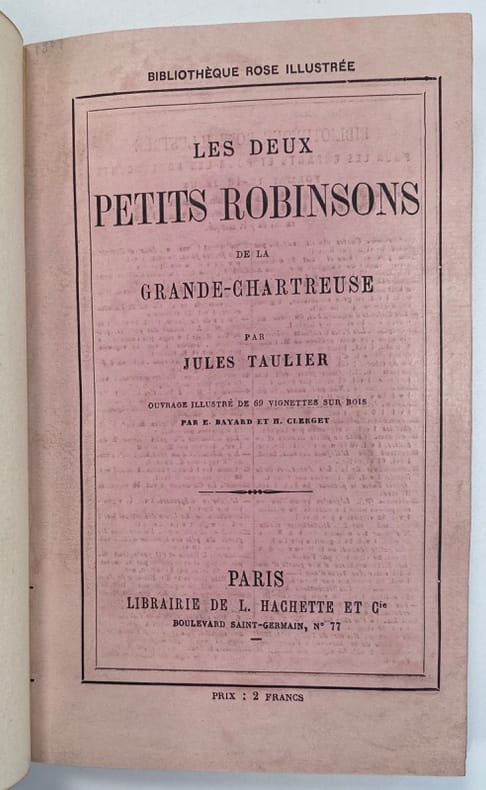 BIBLIOTHÈQUE ROSE ILLUSTRÉE
LES DEUX
PETITS ROBINSONS
DE LA
GRANDE-CHARTREUSE
PAR
JULES TAULIER
OUVRAGE ILLUSTRÉ DE 69 VIGNETTES SUR BOIS
PAR E. BAYARD ET H. CLERGET
PARIS
LIBRAIRIE DE L. HACHETTE ET Cie
BOULEVARD SAINT-GERMAIN, N° 77
PRIX : 2 FRANCS